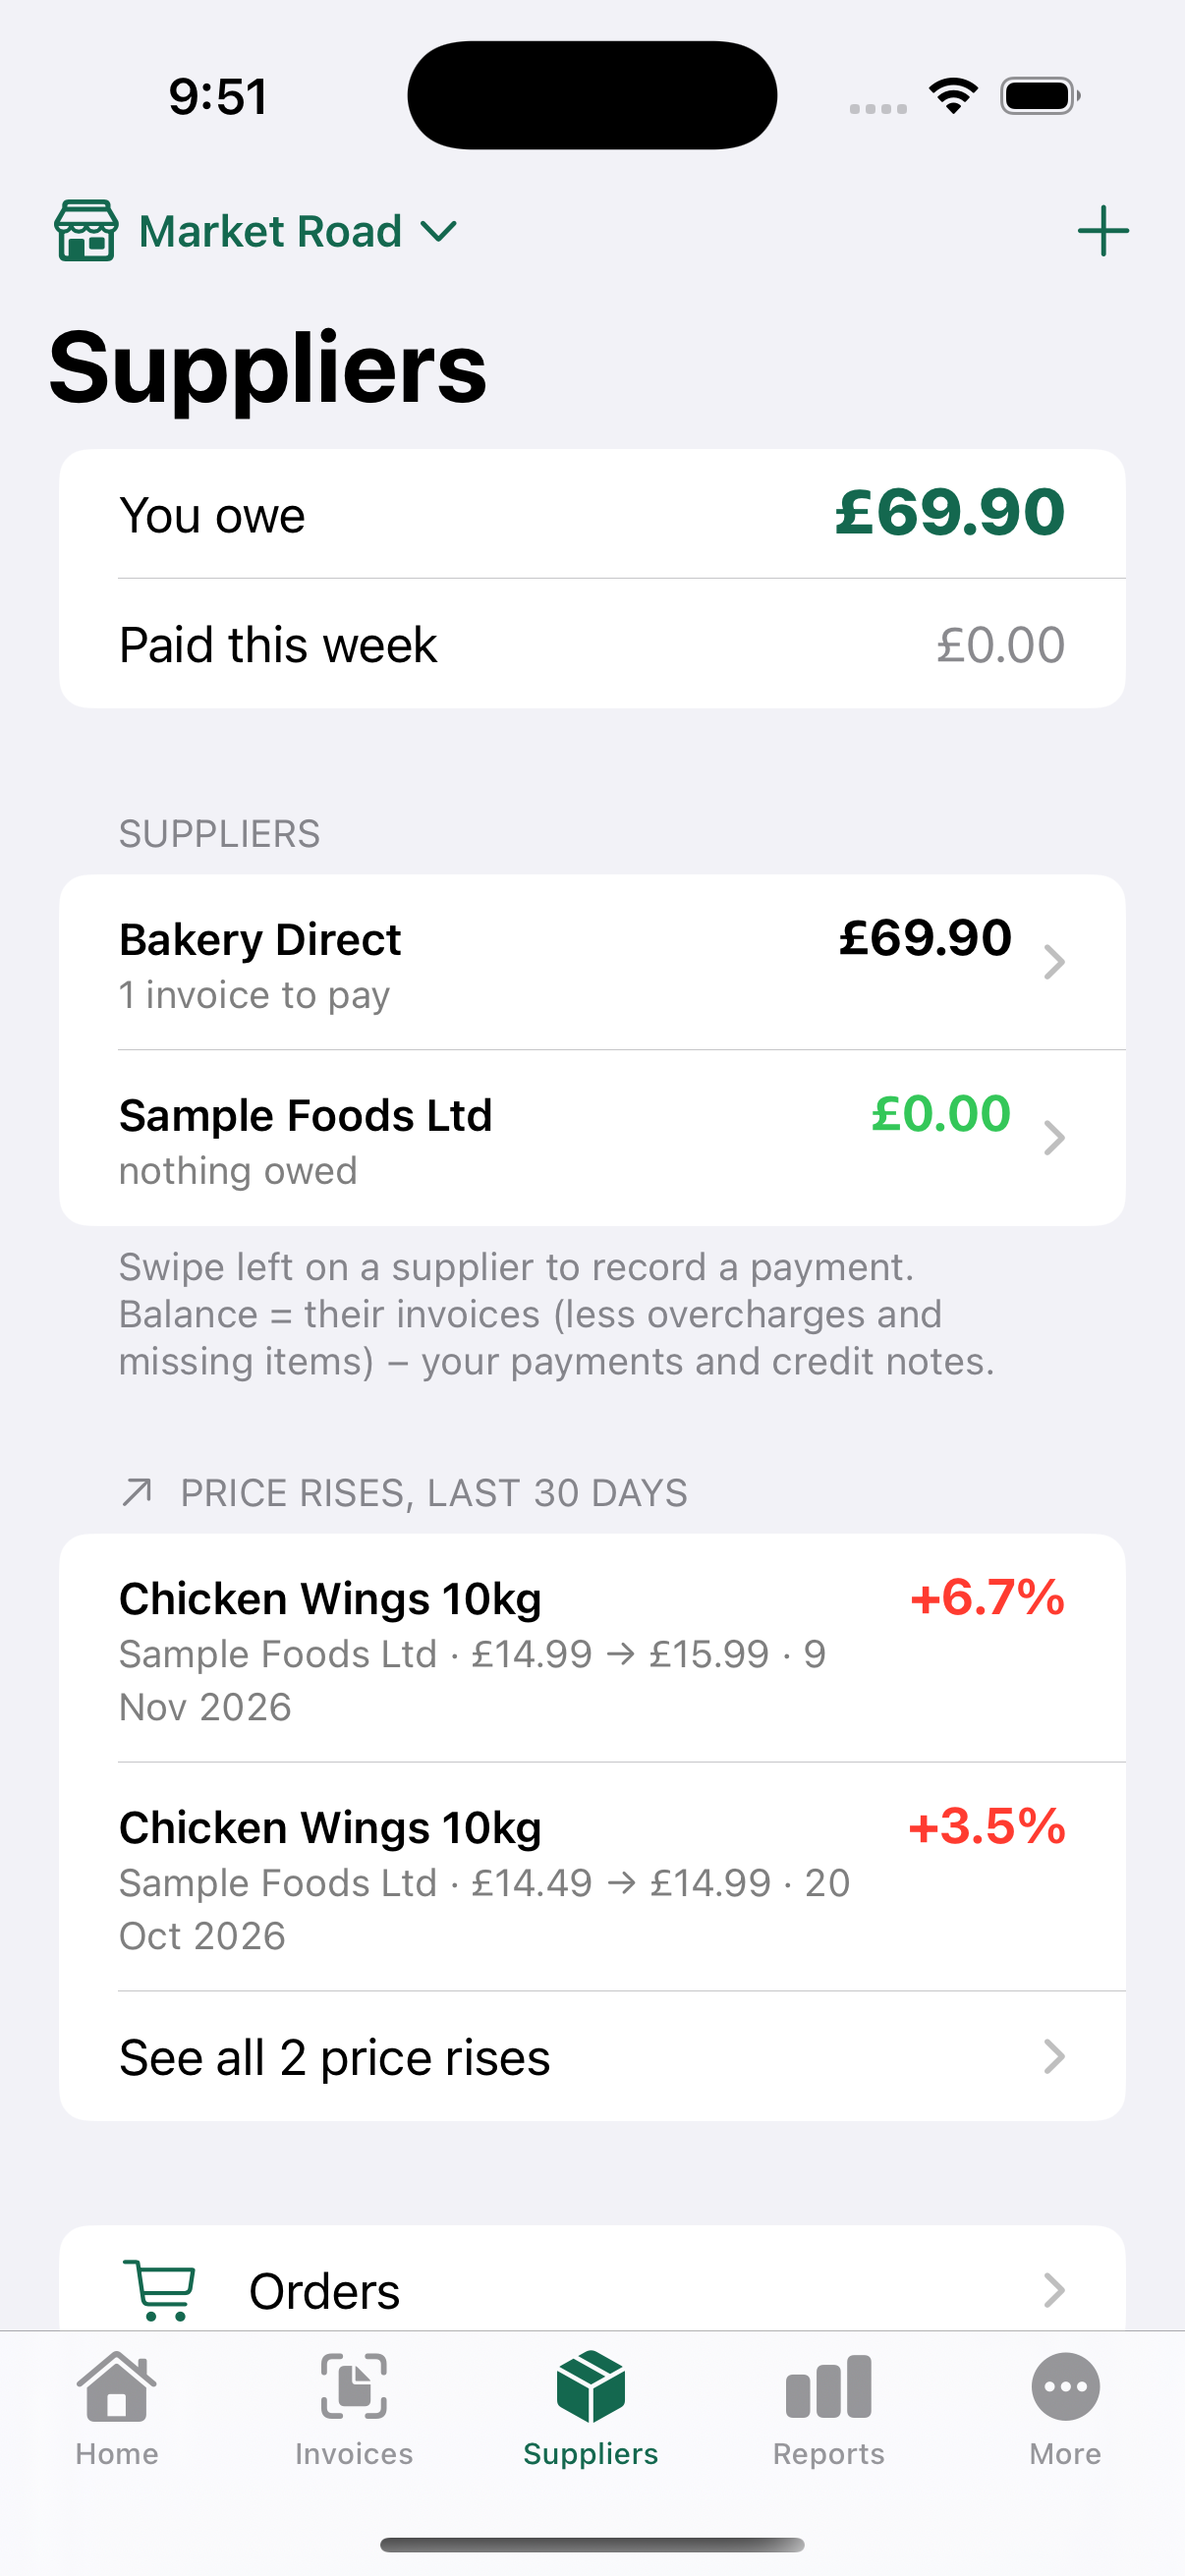 9:51
Market Road
Suppliers
You owe £69.90
Paid this week £0.00
SUPPLIERS
Bakery Direct £69.90
1 invoice to pay
Sample Foods Ltd £0.00
nothing owed
Swipe left on a supplier to record a payment.
Balance = their invoices (less overcharges and
missing items) – your payments and credit notes.
PRICE RISES, LAST 30 DAYS
Chicken Wings 10kg +6.7%
Sample Foods Ltd · £14.99 → £15.99 · 9
Nov 2026
Chicken Wings 10kg +3.5%
Sample Foods Ltd · £14.49 → £14.99 · 20
Oct 2026
See all 2 price rises
Orders
Home Invoices Suppliers Reports More